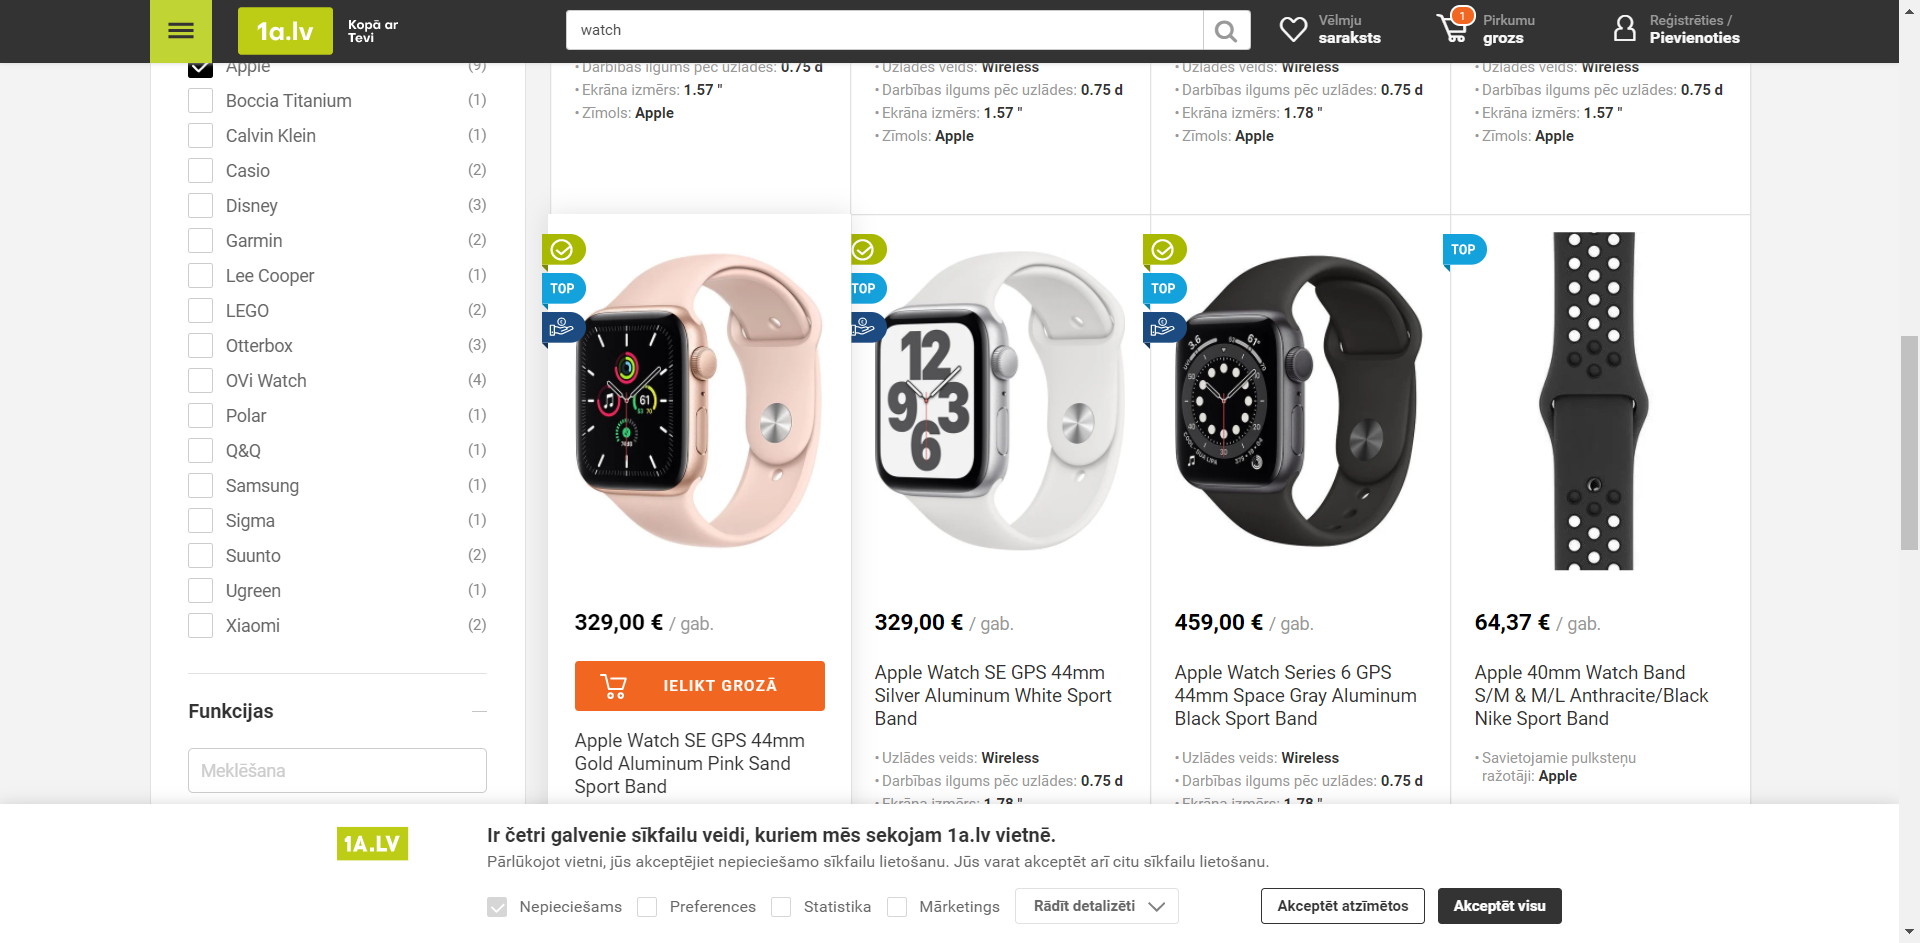 1a.lv
Kopā ar
Tevi
watch
Vēlmju
saraksts
1
Pirkumu
grozs
Reģistrēties /
Pievienoties
Apple (9)
Boccia Titanium (1)
Calvin Klein (1)
Casio (2)
Disney (3)
Garmin (2)
Lee Cooper (1)
LEGO (2)
Otterbox (3)
OVi Watch (4)
Polar (1)
Q&Q (1)
Samsung (1)
Sigma (1)
Suunto (2)
Ugreen (1)
Xiaomi (2)
Funkcijas
Meklēšana
• Darbības ilgums pēc uzlādes: 0.75 d
• Ekrāna izmērs: 1.57 "
• Zīmols: Apple
• Uzlādes veids: Wireless
• Darbības ilgums pēc uzlādes: 0.75 d
• Ekrāna izmērs: 1.57 "
• Zīmols: Apple
• Uzlādes veids: Wireless
• Darbības ilgums pēc uzlādes: 0.75 d
• Ekrāna izmērs: 1.78 "
• Zīmols: Apple
• Uzlādes veids: Wireless
• Darbības ilgums pēc uzlādes: 0.75 d
• Ekrāna izmērs: 1.57 "
• Zīmols: Apple
TOP
61
329,00 € / gab.
IELIKT GROZĀ
Apple Watch SE GPS 44mm
Gold Aluminum Pink Sand
Sport Band
TOP
12
9 3
6
329,00 € / gab.
Apple Watch SE GPS 44mm
Silver Aluminum White Sport
Band
• Uzlādes veids: Wireless
• Darbības ilgums pēc uzlādes: 0.75 d
• Ekrāna izmērs: 1.78 "
TOP
3.6
61°
30
459,00 € / gab.
Apple Watch Series 6 GPS
44mm Space Gray Aluminum
Black Sport Band
• Uzlādes veids: Wireless
• Darbības ilgums pēc uzlādes: 0.75 d
• Ekrāna izmērs: 1.78 "
TOP
64,37 € / gab.
Apple 40mm Watch Band
S/M & M/L Anthracite/Black
Nike Sport Band
• Savietojamie pulksteņu
ražotāji: Apple
1A.LV
Ir četri galvenie sīkfailu veidi, kuriem mēs sekojam 1a.lv vietnē.
Pārlūkojot vietni, jūs akceptējiet nepieciešamo sīkfailu lietošanu. Jūs varat akceptēt arī citu sīkfailu lietošanu.
Nepieciešams Preferences Statistika Mārketings Rādīt detalizēti Akceptēt atzīmētos Akceptēt visu